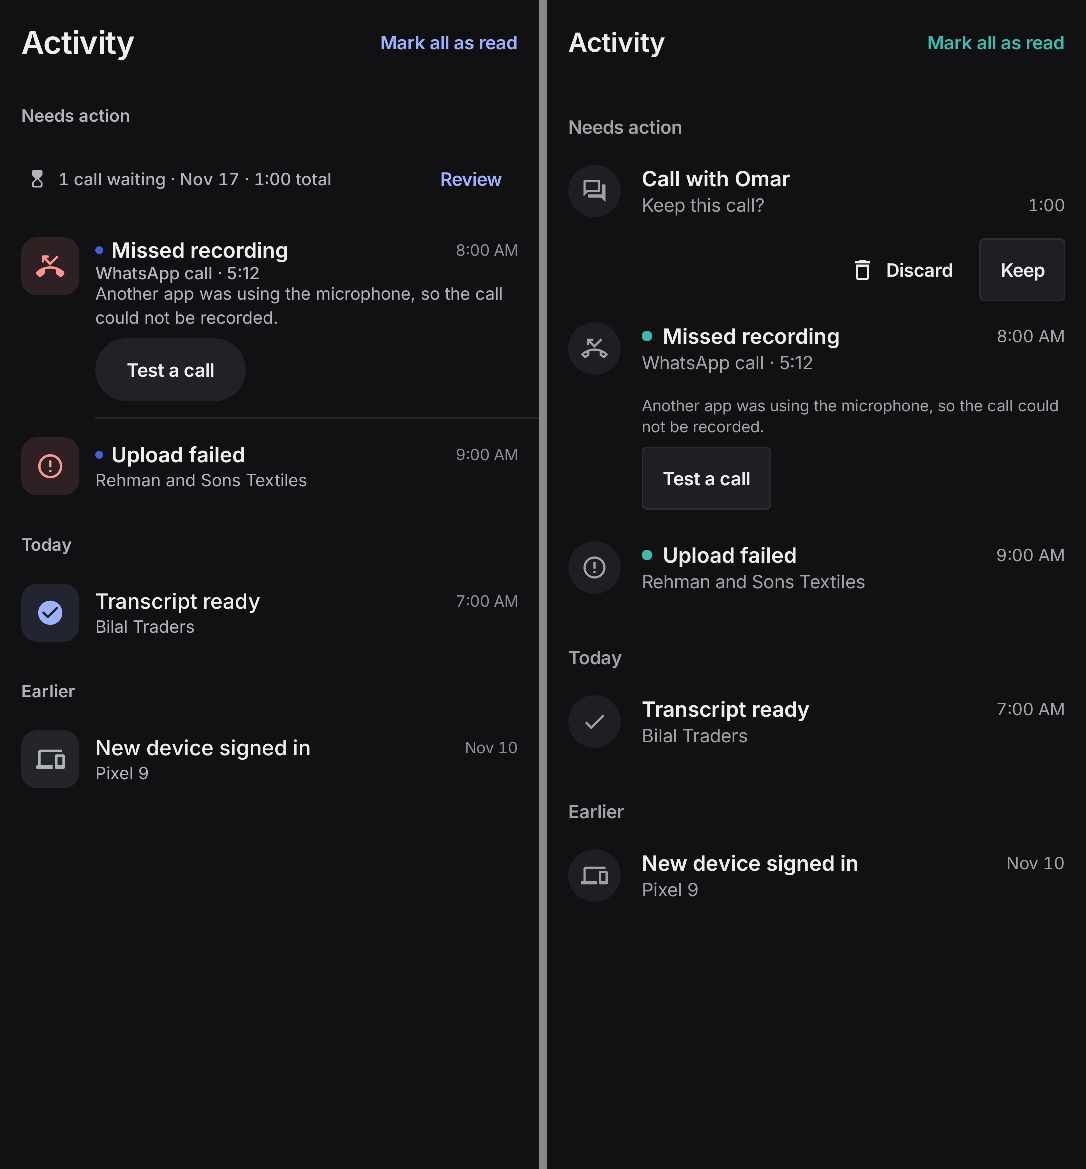 Activity
Mark all as read
Needs action
1 call waiting · Nov 17 · 1:00 total
Review
Missed recording
8:00 AM
WhatsApp call · 5:12
Another app was using the microphone, so the call
could not be recorded.
Test a call
Upload failed
9:00 AM
Rehman and Sons Textiles
Today
Transcript ready
7:00 AM
Bilal Traders
Earlier
New device signed in
Nov 10
Pixel 9
Activity
Mark all as read
Needs action
Call with Omar
Keep this call?
1:00
Discard
Keep
Missed recording
8:00 AM
WhatsApp call · 5:12
Another app was using the microphone, so the call could
not be recorded.
Test a call
Upload failed
9:00 AM
Rehman and Sons Textiles
Today
Transcript ready
7:00 AM
Bilal Traders
Earlier
New device signed in
Nov 10
Pixel 9